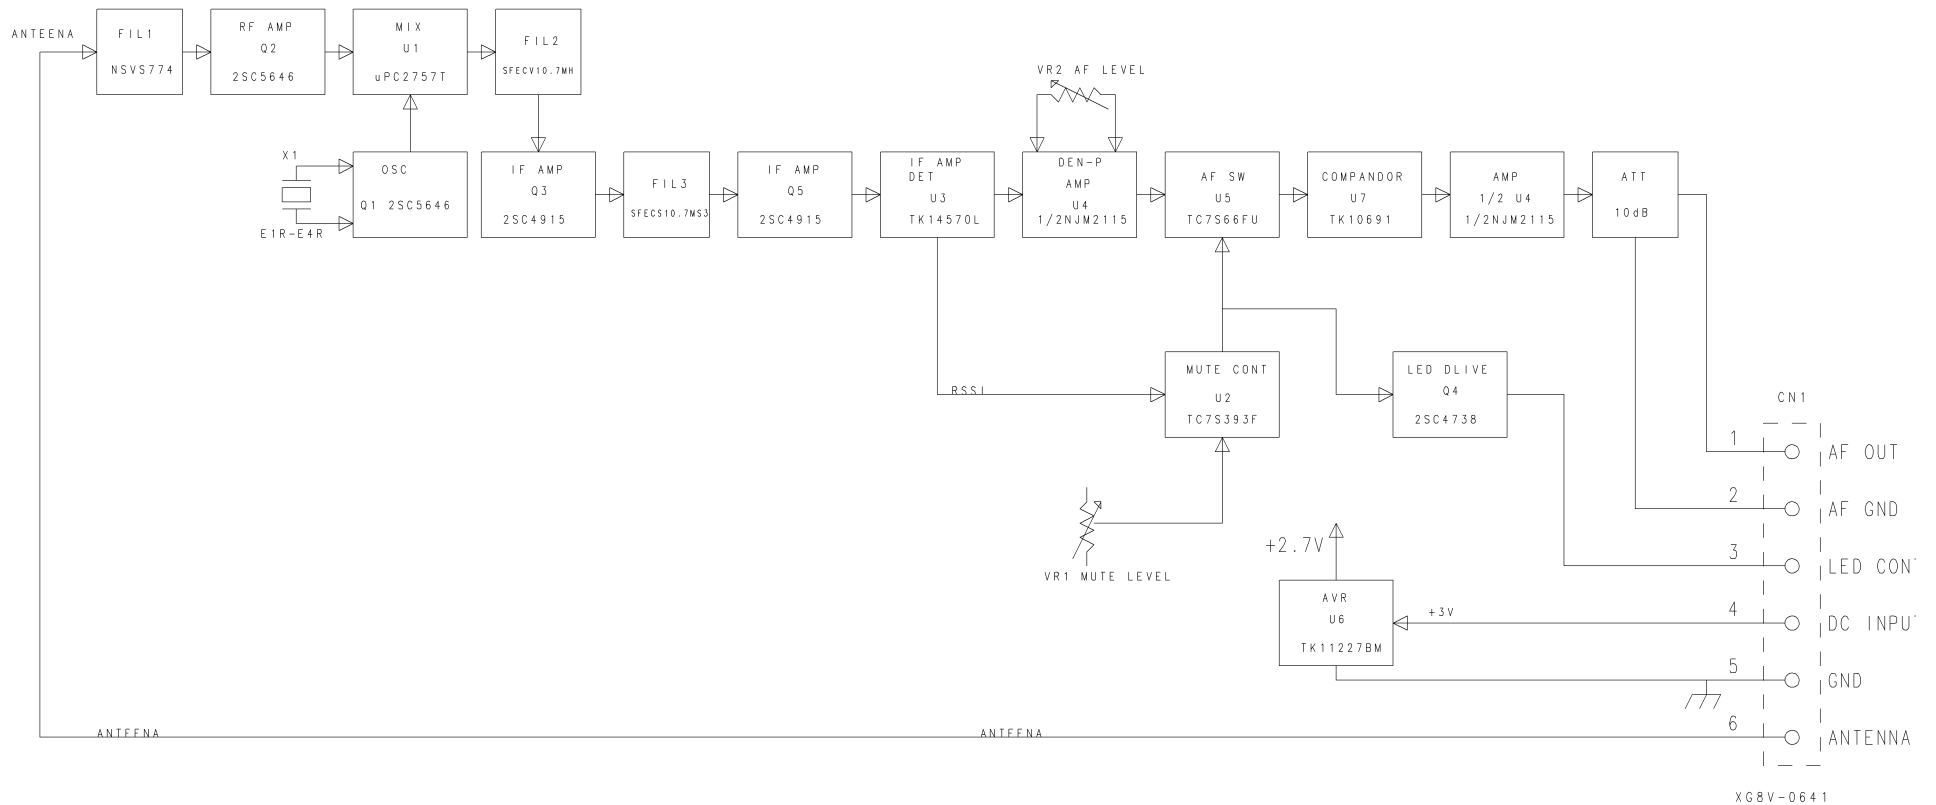 ANTEENA
FIL1
NSVS774
RF AMP
Q2
2SC5646
MIX
U1
uPC2757T
FIL2
SFECV10.7MH
VR2 AF LEVEL
X1
E1R-E4R
OSC
Q1 2SC5646
IF AMP
Q3
2SC4915
FIL3
SFECS10.7MS3
IF AMP
Q5
2SC4915
IF AMP
DET
U3
TK14570L
DEN-P
AMP
U4
1/2NJM2115
AF SW
U5
TC7S66FU
COMPANDOR
U7
TK10691
AMP
1/2 U4
1/2NJM2115
ATT
10dB
RSSI
MUTE CONT
U2
TC7S393F
LED DLIVE
Q4
2SC4738
VR1 MUTE LEVEL
+2.7V
AVR
U6
TK11227BM
+3V
CN1
1 AF OUT
2 AF GND
3 LED CON
4 DC INPU
5 GND
6 ANTENNA
ANTEENA
ANTEENA
XG8V-0641